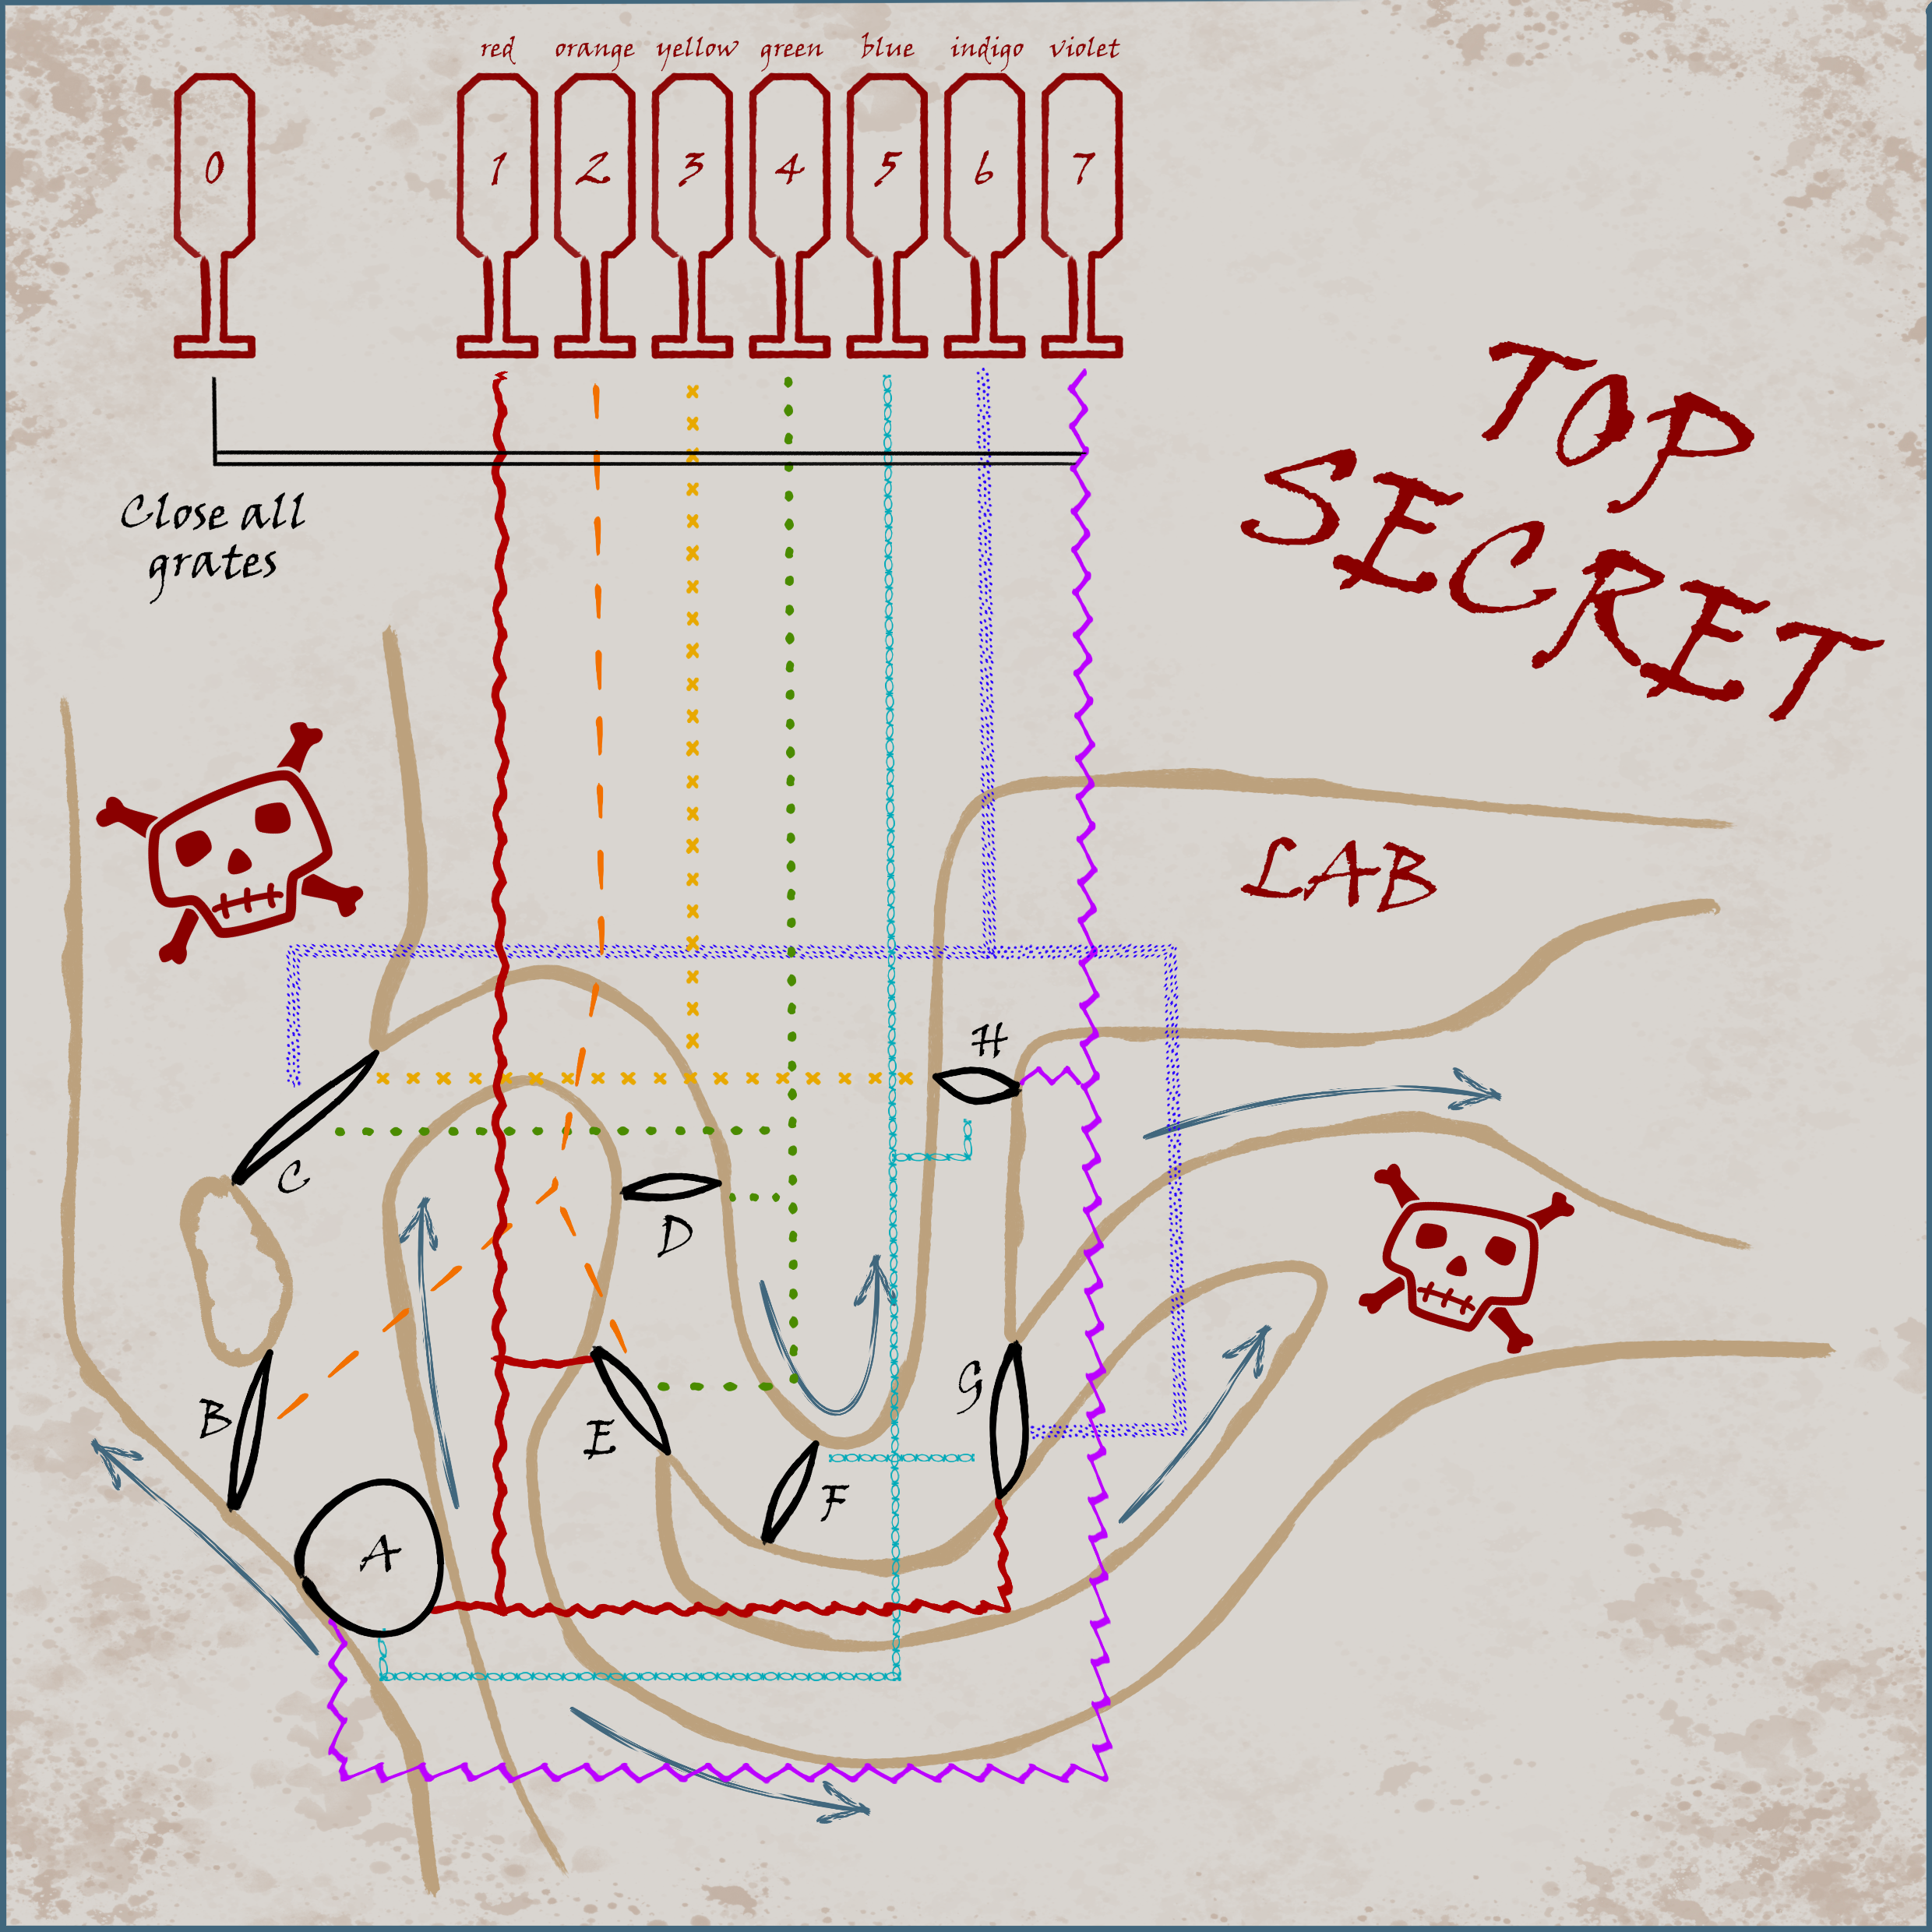 red orange yellow green blue indigo violet
0 1 2 3 4 5 6 7
TOP
SECRET
Close all
grates
LAB
H
C
D
G
B
E
F
A